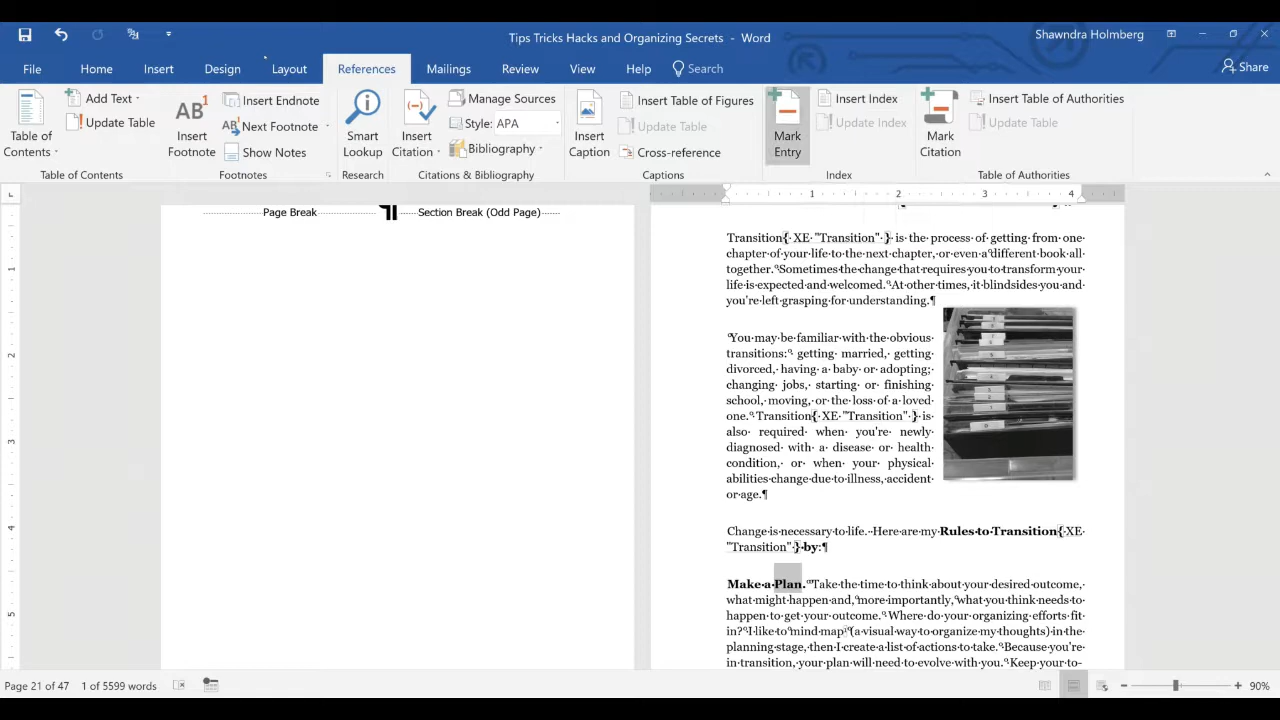 Tips Tricks Hacks and Organizing Secrets - Word
Shawndra Holmberg
File Home Insert Design Layout References Mailings Review View Help Search Share
Table of Contents
Add Text
Update Table
Table of Contents
AB1
Insert Footnote
Insert Endnote
Next Footnote
Show Notes
Footnotes
Smart Lookup
Research
Insert Citation
Manage Sources
Style: APA
Bibliography
Citations & Bibliography
Insert Caption
Insert Table of Figures
Update Table
Cross-reference
Captions
Mark Entry
Insert Index
Update Index
Index
Mark Citation
Insert Table of Authorities
Update Table
Table of Authorities
1 2 3 4
1
2
3
4
5
Page Break ¶ Section Break (Odd Page)
Transition{ XE "Transition" } is the process of getting from one
chapter of your life to the next chapter, or even a different book all
together. Sometimes the change that requires you to transform your
life is expected and welcomed. At other times, it blindsides you and
you're left grasping for understanding.¶
You may be familiar with the obvious
transitions: getting married, getting
divorced, having a baby or adopting;
changing jobs, starting or finishing
school, moving, or the loss of a loved
one. Transition{ XE "Transition" } is
also required when you're newly
diagnosed with a disease or health
condition, or when your physical
abilities change due to illness, accident
or age.¶
Change is necessary to life. Here are my Rules to Transition{ XE
"Transition" } by:¶
Make a Plan. Take the time to think about your desired outcome,
what might happen and, more importantly, what you think needs to
happen to get your outcome. Where do your organizing efforts fit
in? I like to mind map (a visual way to organize my thoughts) in the
planning stage, then I create a list of actions to take. Because you're
in transition, your plan will need to evolve with you. Keep your to-
Page 21 of 47 1 of 5599 words 90%